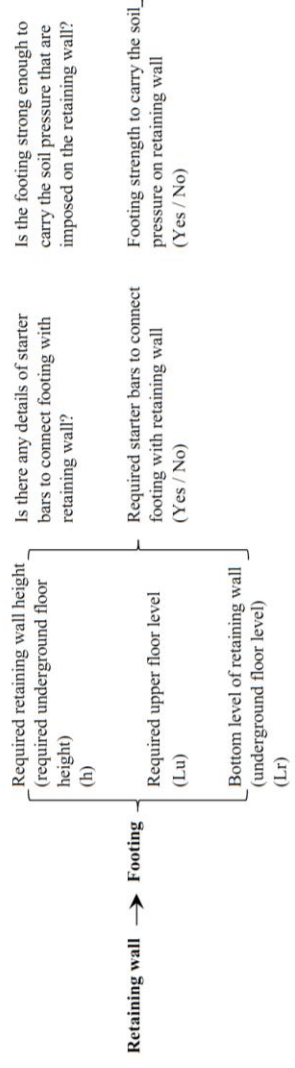 Retaining wall → Footing
Required retaining wall height
(required underground floor
height)
(h)
Required upper floor level
(Lu)
Bottom level of retaining wall
(underground floor level)
(Lr)
Is there any details of starter
bars to connect footing with
retaining wall?
Required starter bars to connect
footing with retaining wall
(Yes / No)
Is the footing strong enough to
carry the soil pressure that are
imposed on the retaining wall?
Footing strength to carry the soil
pressure on retaining wall
(Yes / No)